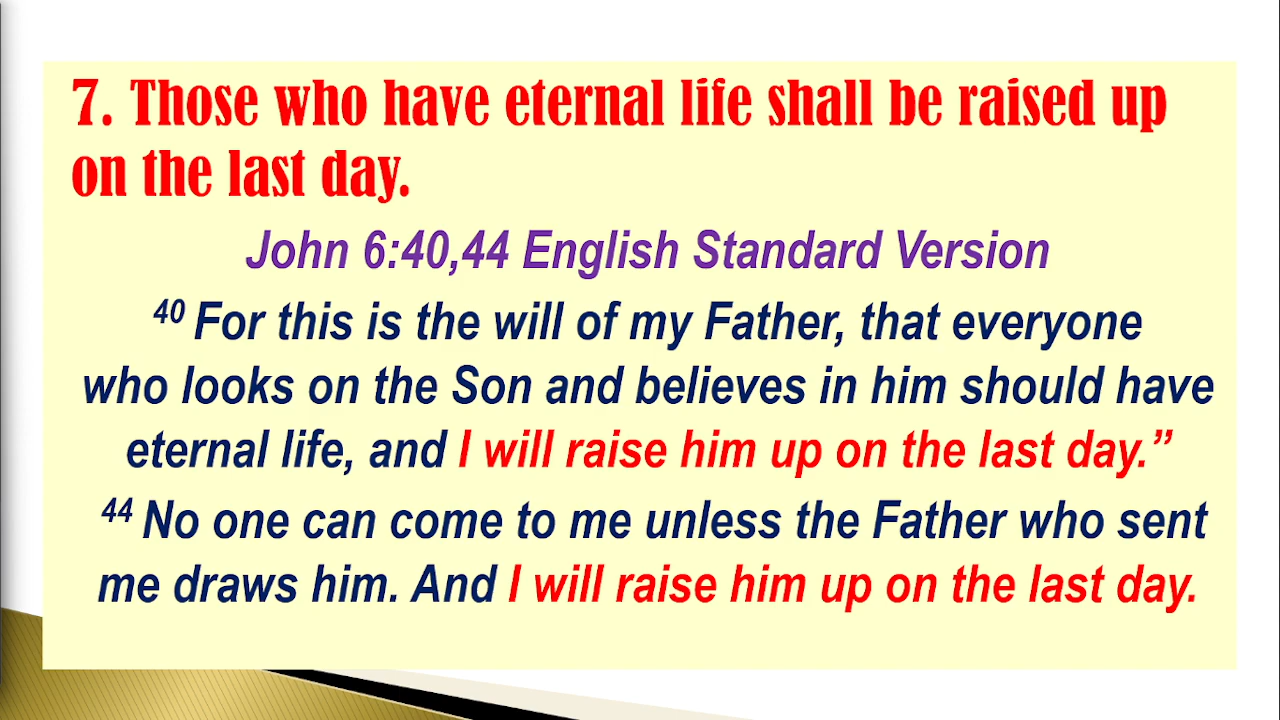 7. Those who have eternal life shall be raised up
on the last day.
John 6:40,44 English Standard Version
40 For this is the will of my Father, that everyone
who looks on the Son and believes in him should have
eternal life, and I will raise him up on the last day.”
44 No one can come to me unless the Father who sent
me draws him. And I will raise him up on the last day.